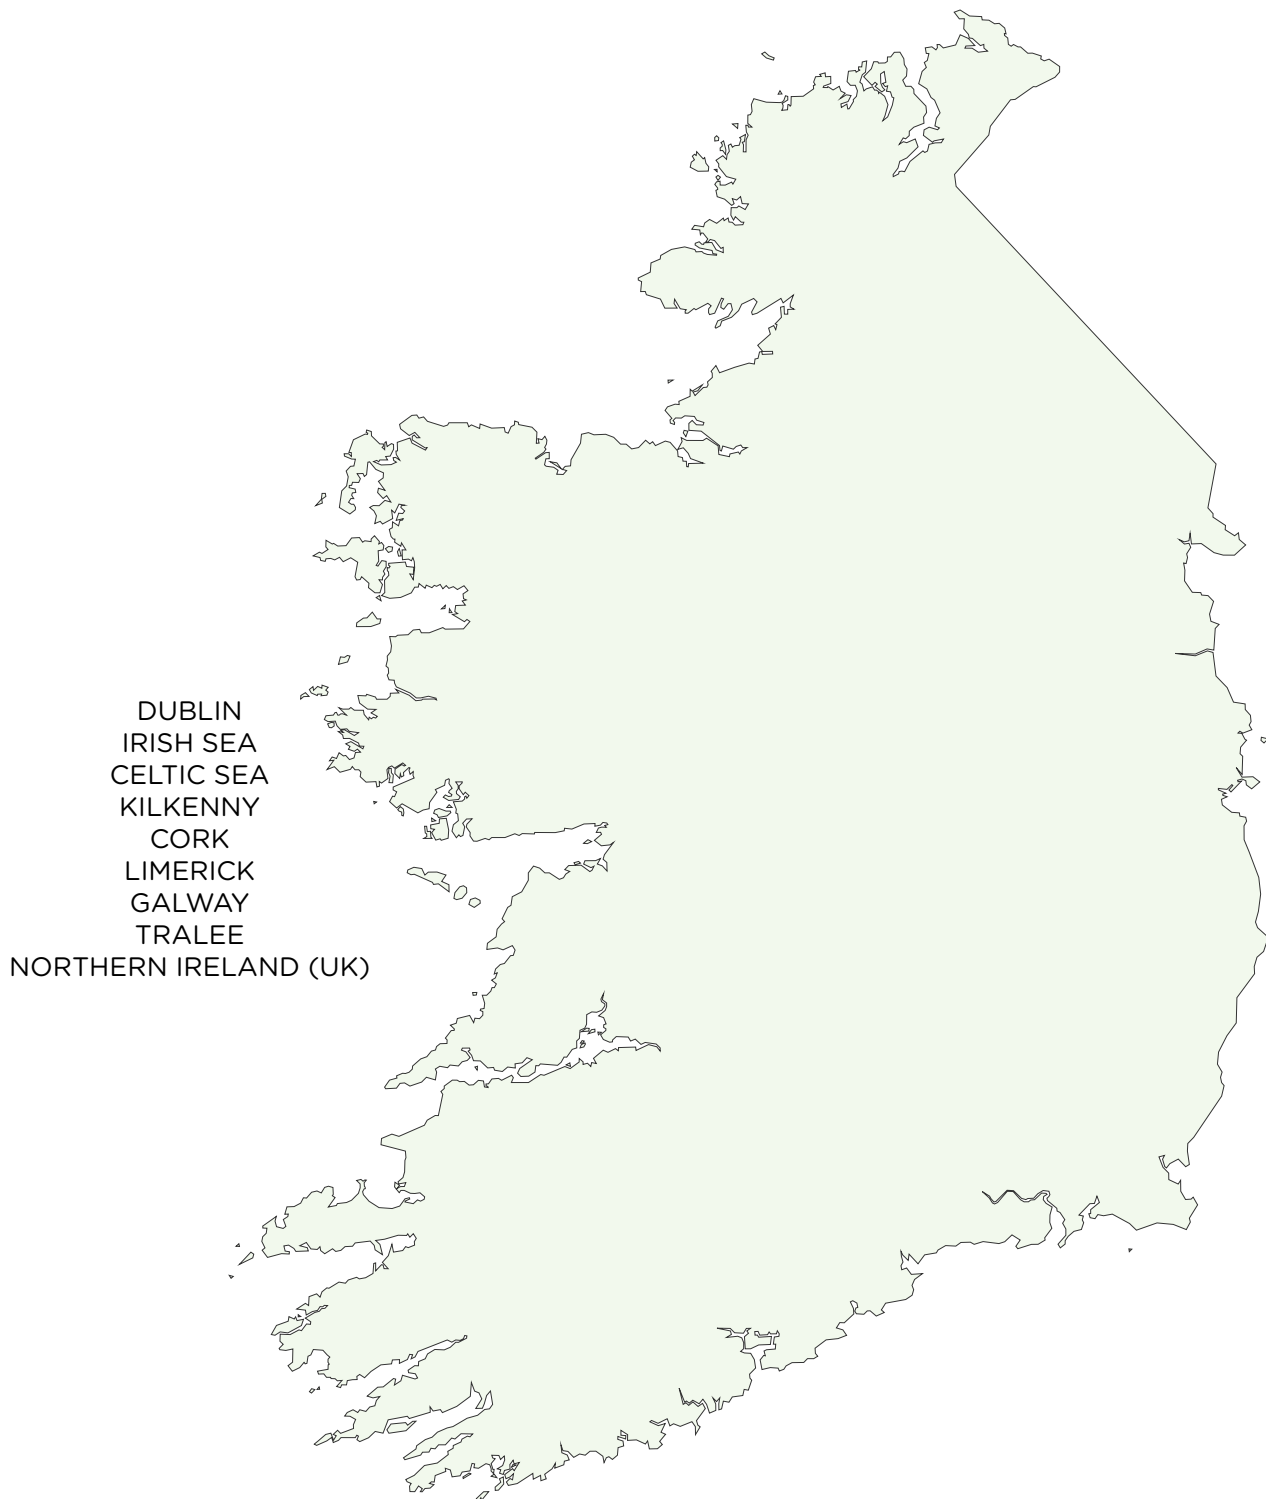 DUBLIN
IRISH SEA
CELTIC SEA
KILKENNY
CORK
LIMERICK
GALWAY
TRALEE
NORTHERN IRELAND (UK)